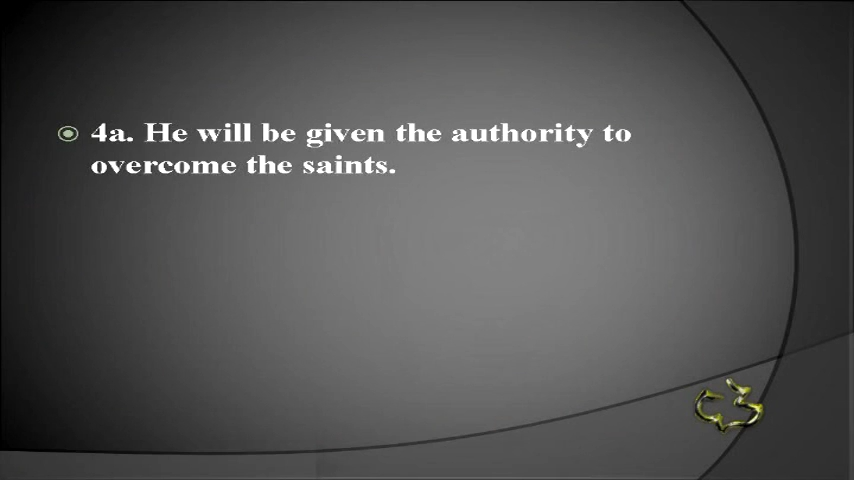 4a. He will be given the authority to
overcome the saints.